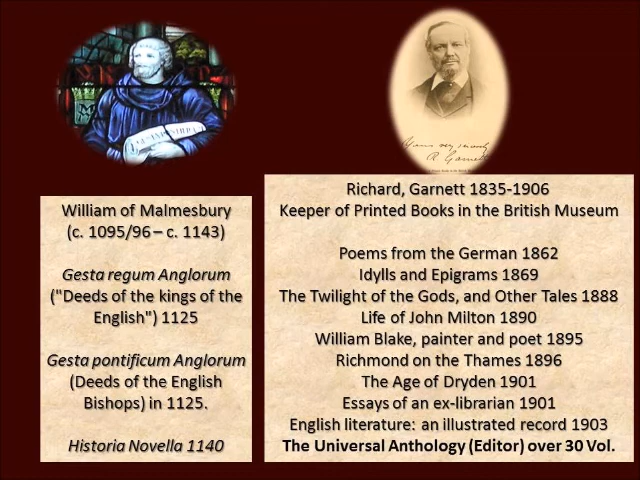 William of Malmesbury
(c. 1095/96 – c. 1143)
Gesta regum Anglorum
("Deeds of the kings of the
English") 1125
Gesta pontificum Anglorum
(Deeds of the English
Bishops) in 1125.
Historia Novella 1140
R. Garnett
Richard, Garnett 1835-1906
Keeper of Printed Books in the British Museum
Poems from the German 1862
Idylls and Epigrams 1869
The Twilight of the Gods, and Other Tales 1888
Life of John Milton 1890
William Blake, painter and poet 1895
Richmond on the Thames 1896
The Age of Dryden 1901
Essays of an ex-librarian 1901
English literature: an illustrated record 1903
The Universal Anthology (Editor) over 30 Vol.